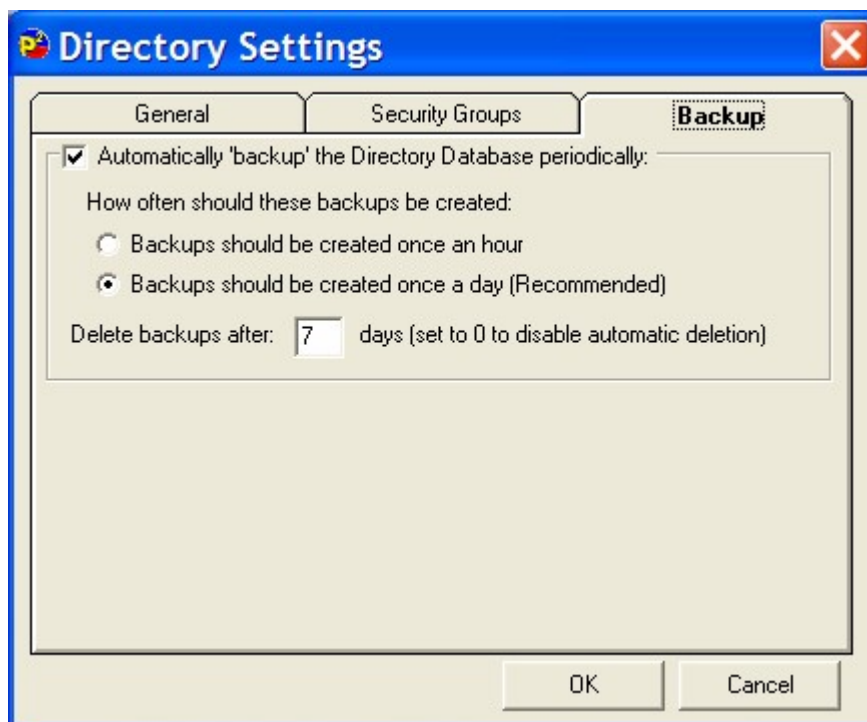 Directory Settings
General
Security Groups
Backup
Automatically 'backup' the Directory Database periodically:
How often should these backups be created:
Backups should be created once an hour
Backups should be created once a day (Recommended)
Delete backups after: 7 days (set to 0 to disable automatic deletion)
OK
Cancel